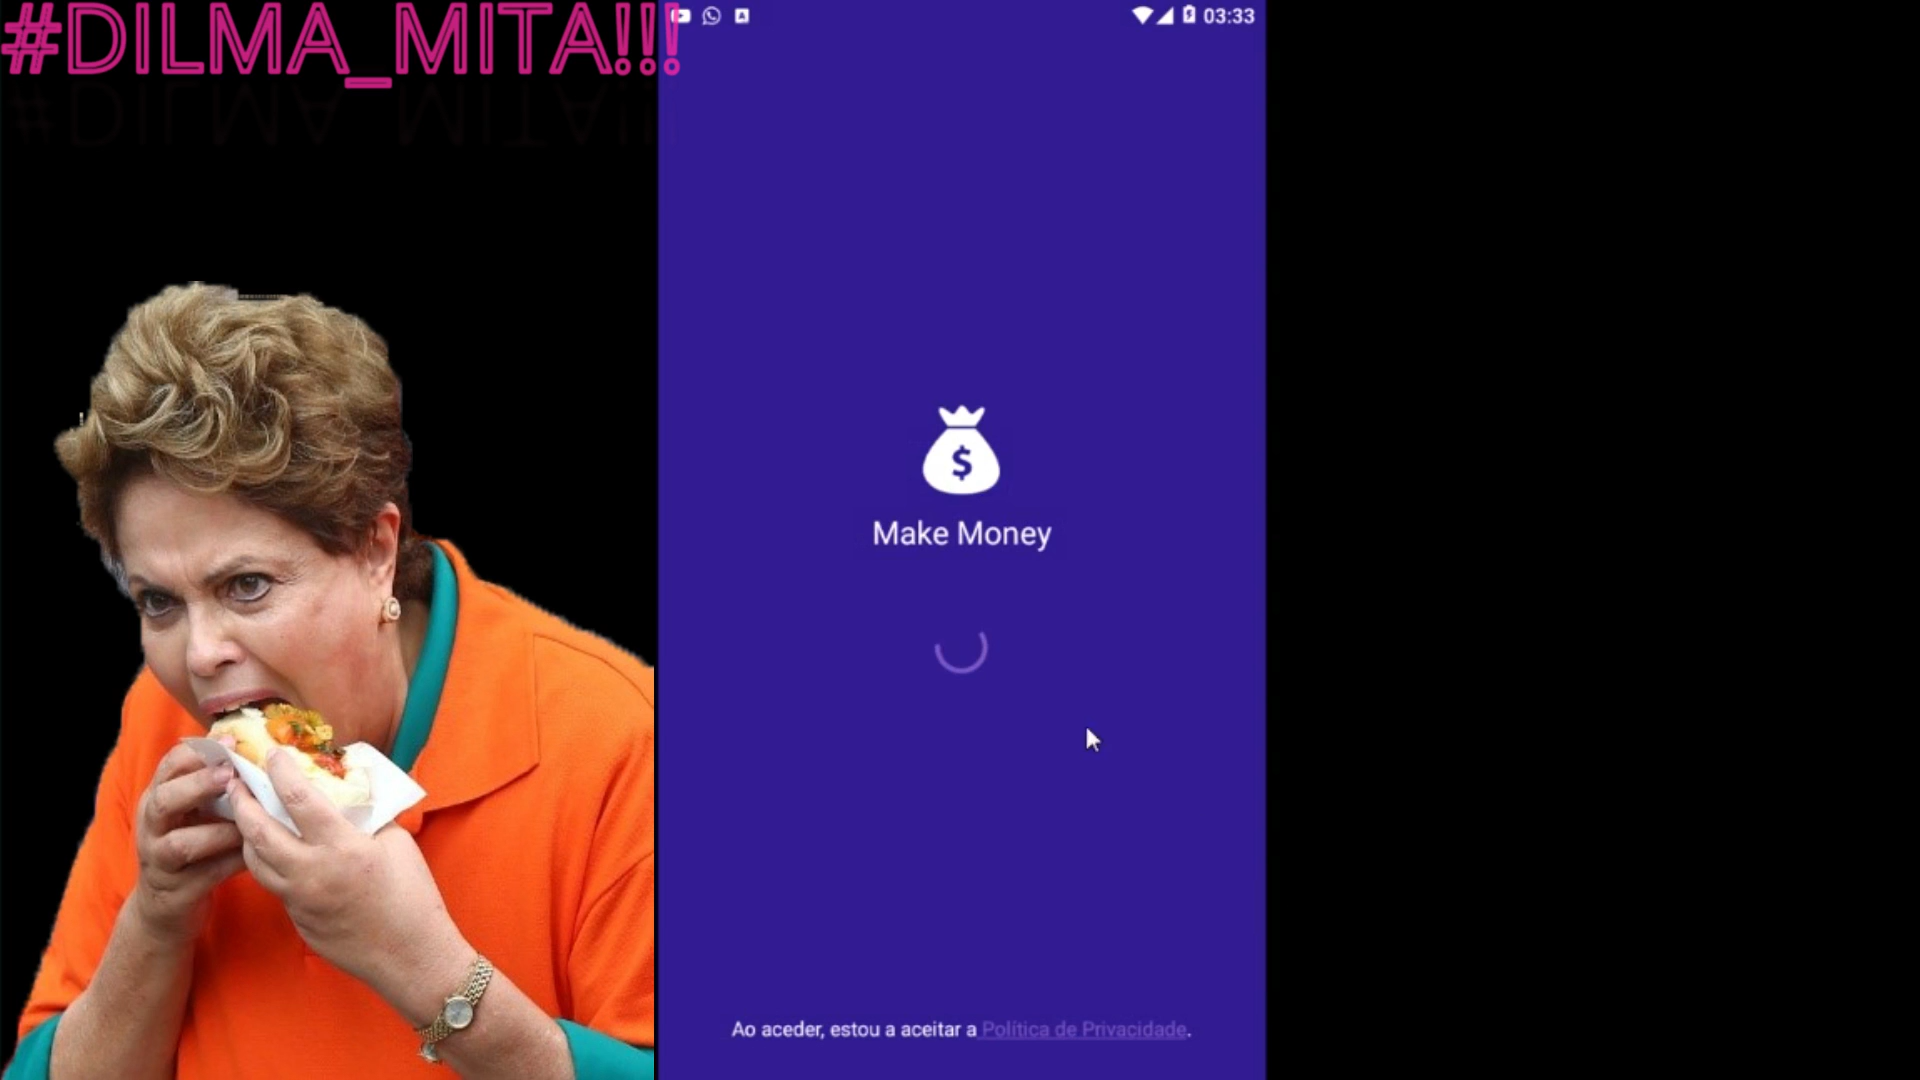 #DILMA_MITA!!!
03:33
$
Make Money
Ao aceder, estou a aceitar a Política de Privacidade.